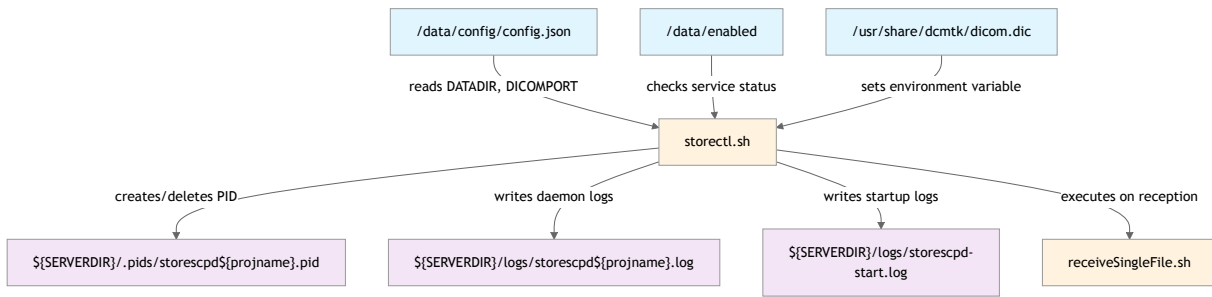 /data/config/config.json
/data/enabled
/usr/share/dcmtk/dicom.dic
reads DATADIR, DICOMPORT
checks service status
sets environment variable
storectl.sh
creates/deletes PID
writes daemon logs
writes startup logs
executes on reception
${SERVERDIR}/.pids/storescpd${projname}.pid
${SERVERDIR}/logs/storescpd${projname}.log
${SERVERDIR}/logs/storescpd-
start.log
receiveSingleFile.sh